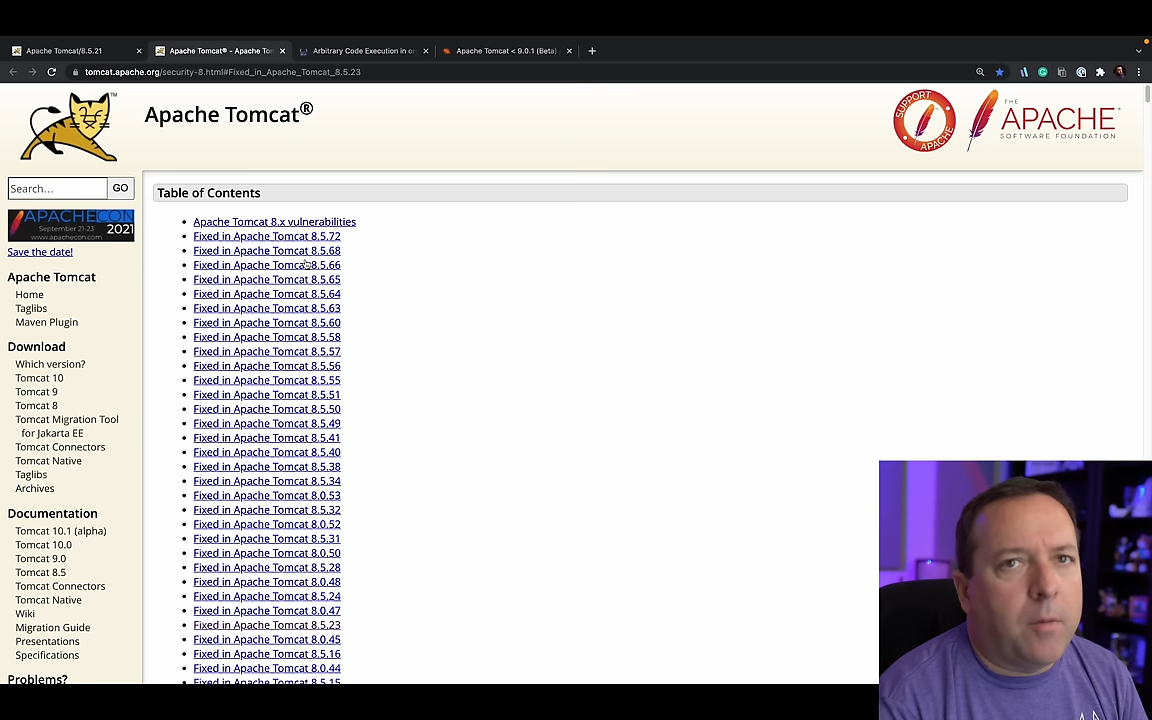 Apache Tomcat/8.5.21
Apache Tomcat® - Apache To
Arbitrary Code Execution in or
Apache Tomcat < 9.0.1 (Beta)
tomcat.apache.org/security-8.html#Fixed_in_Apache_Tomcat_8.5.23
TM
Apache Tomcat®
SUPPORT APACHE
THE
APACHE
SOFTWARE FOUNDATION
Search...
GO
APACHECON
September 21-23
2021
www.apachecon.com
Save the date!
Apache Tomcat
Home
Taglibs
Maven Plugin
Download
Which version?
Tomcat 10
Tomcat 9
Tomcat 8
Tomcat Migration Tool
for Jakarta EE
Tomcat Connectors
Tomcat Native
Taglibs
Archives
Documentation
Tomcat 10.1 (alpha)
Tomcat 10.0
Tomcat 9.0
Tomcat 8.5
Tomcat Connectors
Tomcat Native
Wiki
Migration Guide
Presentations
Specifications
Problems?
Table of Contents
Apache Tomcat 8.x vulnerabilities
Fixed in Apache Tomcat 8.5.72
Fixed in Apache Tomcat 8.5.68
Fixed in Apache Tomcat 8.5.66
Fixed in Apache Tomcat 8.5.65
Fixed in Apache Tomcat 8.5.64
Fixed in Apache Tomcat 8.5.63
Fixed in Apache Tomcat 8.5.60
Fixed in Apache Tomcat 8.5.58
Fixed in Apache Tomcat 8.5.57
Fixed in Apache Tomcat 8.5.56
Fixed in Apache Tomcat 8.5.55
Fixed in Apache Tomcat 8.5.51
Fixed in Apache Tomcat 8.5.50
Fixed in Apache Tomcat 8.5.49
Fixed in Apache Tomcat 8.5.41
Fixed in Apache Tomcat 8.5.40
Fixed in Apache Tomcat 8.5.38
Fixed in Apache Tomcat 8.5.34
Fixed in Apache Tomcat 8.0.53
Fixed in Apache Tomcat 8.5.32
Fixed in Apache Tomcat 8.0.52
Fixed in Apache Tomcat 8.5.31
Fixed in Apache Tomcat 8.0.50
Fixed in Apache Tomcat 8.5.28
Fixed in Apache Tomcat 8.0.48
Fixed in Apache Tomcat 8.5.24
Fixed in Apache Tomcat 8.0.47
Fixed in Apache Tomcat 8.5.23
Fixed in Apache Tomcat 8.0.45
Fixed in Apache Tomcat 8.5.16
Fixed in Apache Tomcat 8.0.44
Fixed in Apache Tomcat 8.5.15